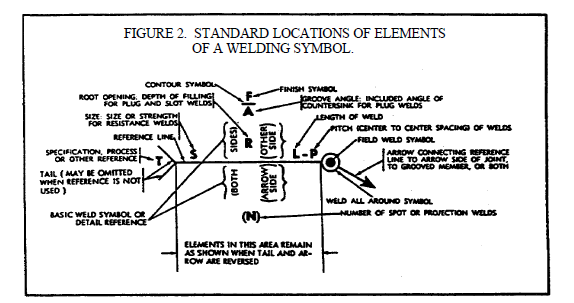 FIGURE 2. STANDARD LOCATIONS OF ELEMENTS
OF A WELDING SYMBOL.
CONTOUR SYMBOL
F
FINISH SYMBOL
ROOT OPENING, DEPTH OF FILLING
FOR PLUG AND SLOT WELDS
A
GROOVE ANGLE; INCLUDED ANGLE OF
COUNTERSINK FOR PLUG WELDS
SIZE: SIZE OR STRENGTH
FOR RESISTANCE WELDS
LENGTH OF WELD
PITCH (CENTER TO CENTER SPACING) OF WELDS
REFERENCE LINE
FIELD WELD SYMBOL
SPECIFICATION, PROCESS
OR OTHER REFERENCE
T
S
R
L-P
(BOTH SIDES)
(OTHER SIDE)
(ARROW SIDE)
ARROW CONNECTING REFERENCE
LINE TO ARROW SIDE OF JOINT,
TO GROOVED MEMBER, OR BOTH
TAIL (MAY BE OMITTED
WHEN REFERENCE IS NOT
USED)
WELD ALL AROUND SYMBOL
BASIC WELD SYMBOL OR
DETAIL REFERENCE
(N)
NUMBER OF SPOT OR PROJECTION WELDS
ELEMENTS IN THIS AREA REMAIN
AS SHOWN WHEN TAIL AND AR-
ROW ARE REVERSED